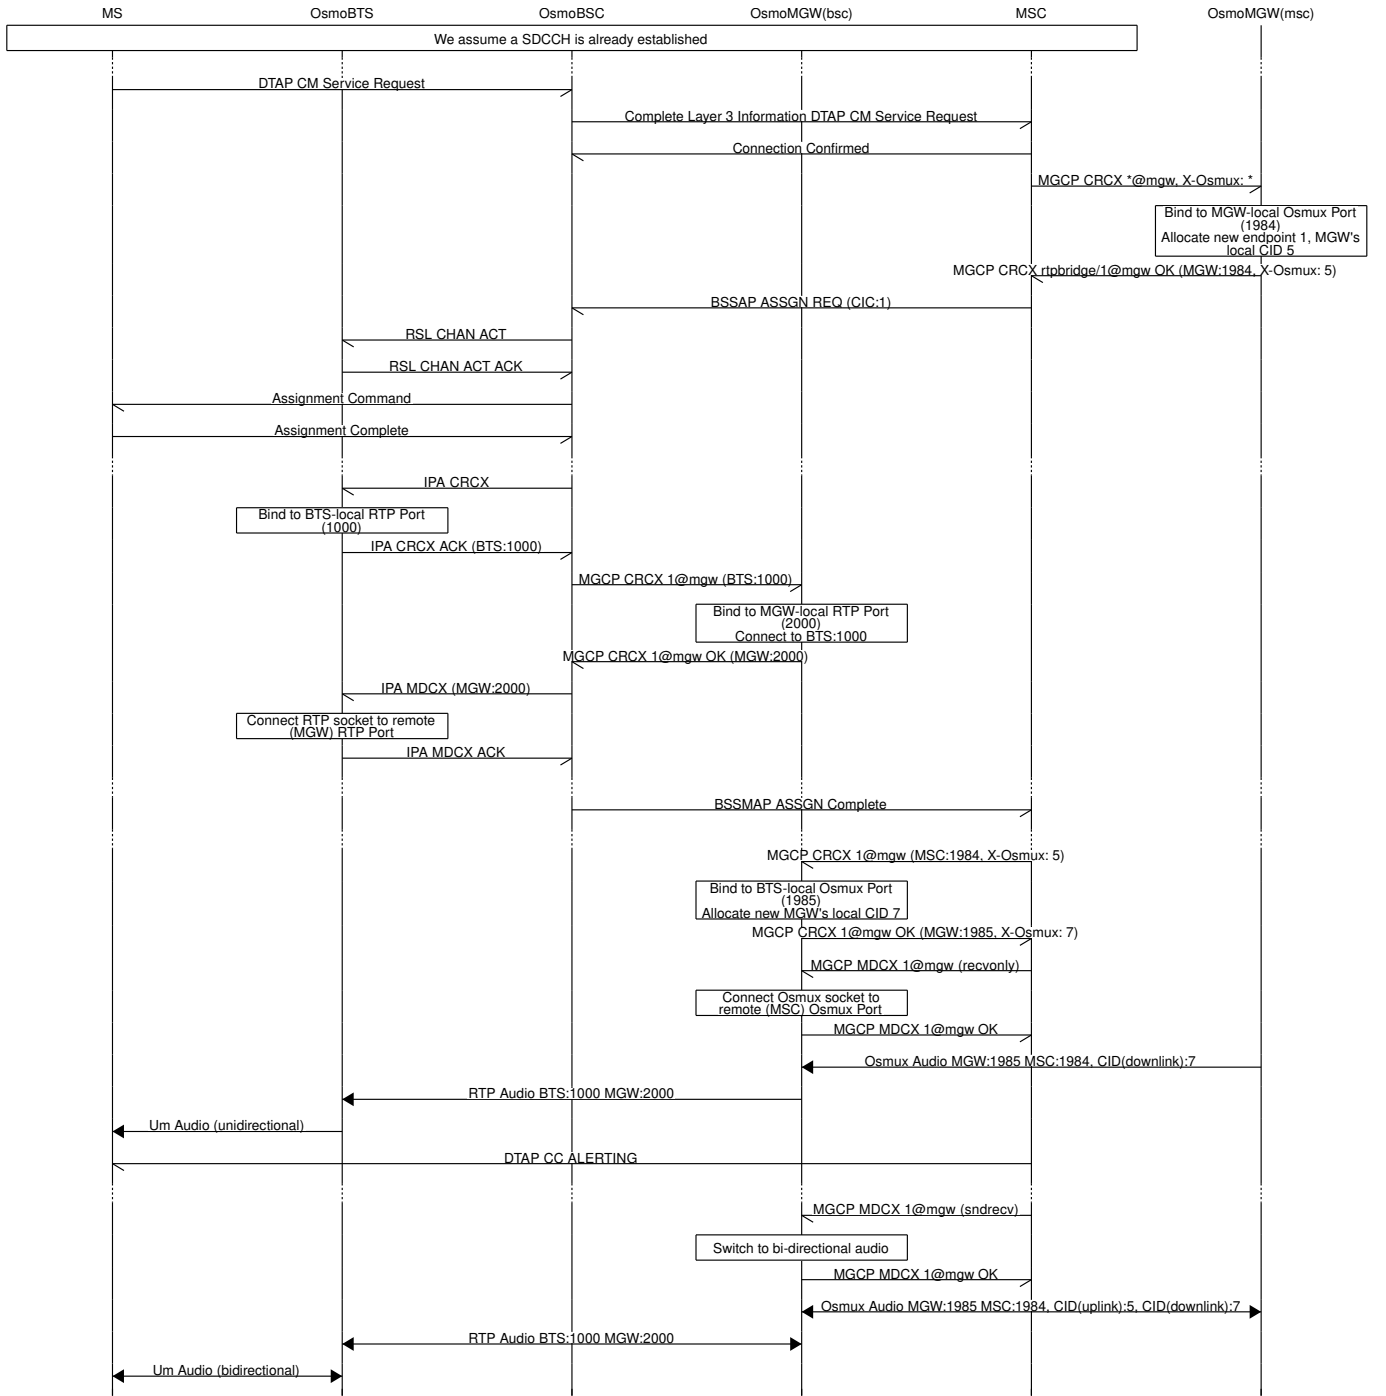 MS OsmoBTS OsmoBSC OsmoMGW(bsc) MSC OsmoMGW(msc)
We assume a SDCCH is already established
DTAP CM Service Request
Complete Layer 3 Information DTAP CM Service Request
Connection Confirmed
MGCP CRCX *@mgw, X-Osmux: *
Bind to MGW-local Osmux Port
(1984)
Allocate new endpoint 1, MGW's
local CID 5
MGCP CRCX rtpbridge/1@mgw OK (MGW:1984, X-Osmux: 5)
BSSAP ASSGN REQ (CIC:1)
RSL CHAN ACT
RSL CHAN ACT ACK
Assignment Command
Assignment Complete
IPA CRCX
Bind to BTS-local RTP Port
(1000)
IPA CRCX ACK (BTS:1000)
MGCP CRCX 1@mgw (BTS:1000)
Bind to MGW-local RTP Port
(2000)
Connect to BTS:1000
MGCP CRCX 1@mgw OK (MGW:2000)
IPA MDCX (MGW:2000)
Connect RTP socket to remote
(MGW) RTP Port
IPA MDCX ACK
BSSMAP ASSGN Complete
MGCP CRCX 1@mgw (MSC:1984, X-Osmux: 5)
Bind to BTS-local Osmux Port
(1985)
Allocate new MGW's local CID 7
MGCP CRCX 1@mgw OK (MGW:1985, X-Osmux: 7)
MGCP MDCX 1@mgw (recvonly)
Connect Osmux socket to
remote (MSC) Osmux Port
MGCP MDCX 1@mgw OK
Osmux Audio MGW:1985 MSC:1984, CID(downlink):7
RTP Audio BTS:1000 MGW:2000
Um Audio (unidirectional)
DTAP CC ALERTING
MGCP MDCX 1@mgw (sndrecv)
Switch to bi-directional audio
MGCP MDCX 1@mgw OK
Osmux Audio MGW:1985 MSC:1984, CID(uplink):5, CID(downlink):7
RTP Audio BTS:1000 MGW:2000
Um Audio (bidirectional)